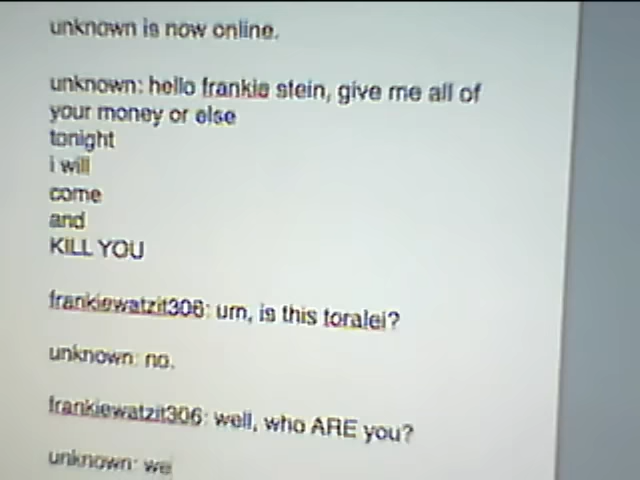 unknown is now online.
unknown: hello frankie stein, give me all of
your money or else
tonight
i will
come
and
KILL YOU
frankiewatzit306: um, is this toralei?
unknown: no.
frankiewatzit306: well, who ARE you?
unknown: we